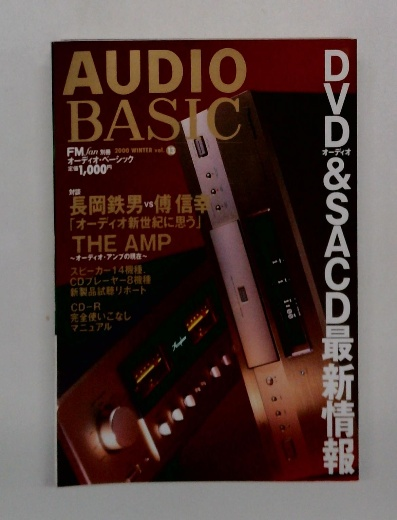 AUDIO
BASIC
FM fan 別冊 2000 WINTER vol. 13
オーディオ・ベーシック
定価1,000円
対談
長岡鉄男vs傅 信幸
「オーディオ新世紀に思う」
THE AMP
〜オーディオ・アンプの現在〜
スピーカー14機種、
CDプレーヤー8機種
新製品試聴リポート
CD-R
完全使いこなし
マニュアル
DVDオーディオ&SACD最新情報
Accuphase